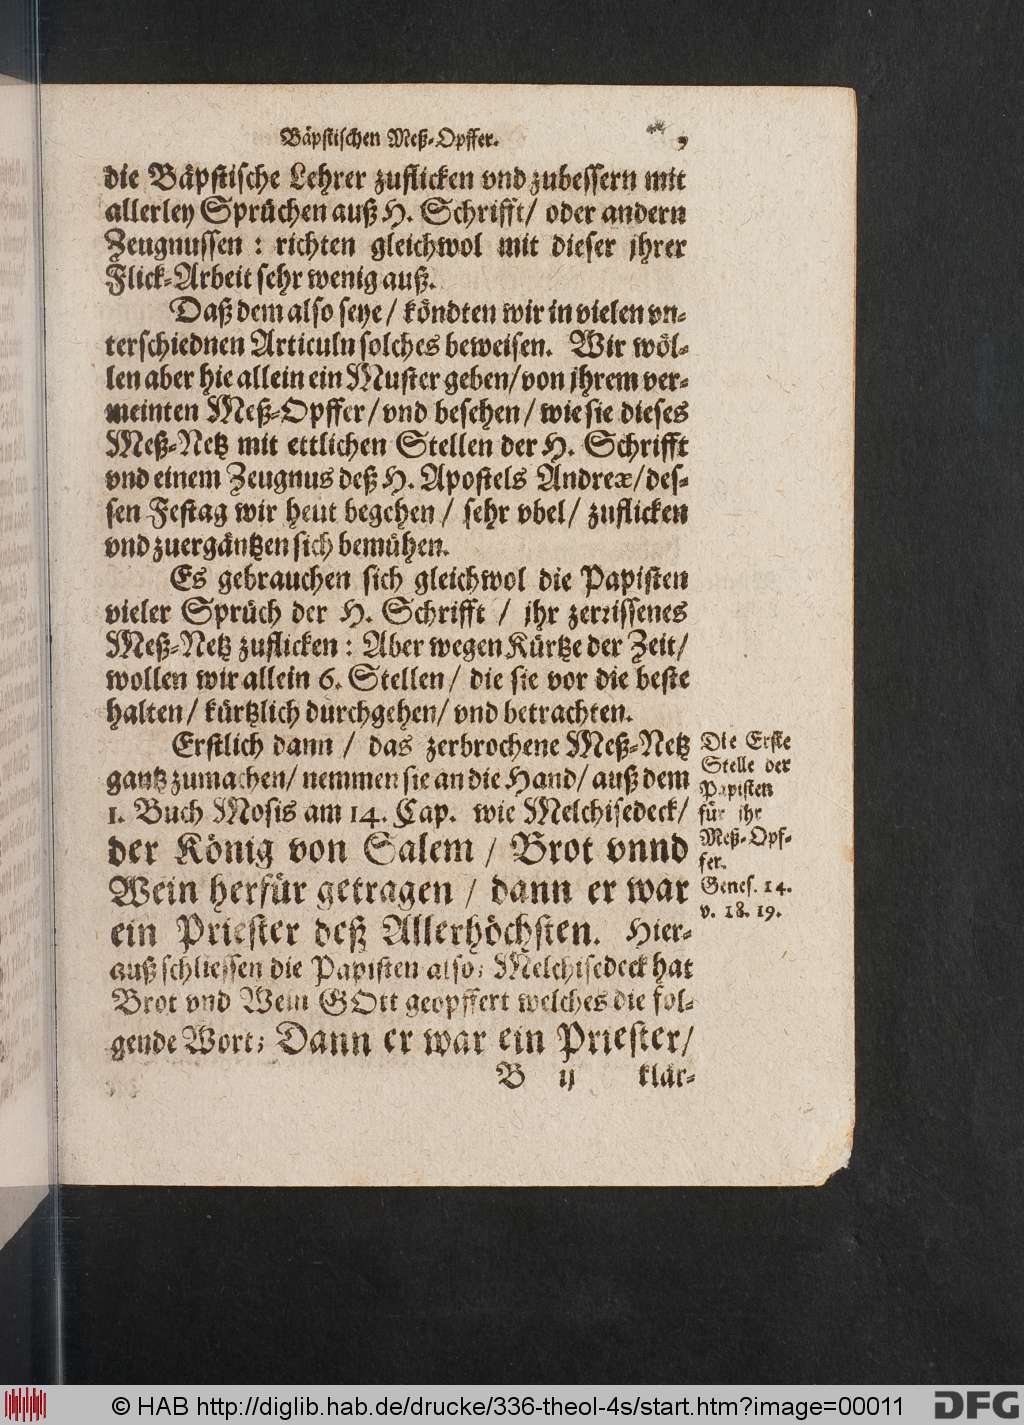 Bäpstischen Meß-Opffer. 9
die Bäpstische Lehrer zuflicken vnd zubessern mit
allerley Sprüchen auß H. Schrifft/ oder andern
Zeugnussen : richten gleichwol mit dieser jhrer
Flick-Arbeit sehr wenig auß.
Daß dem also seye / köndten wir in vielen vn-
terschiednen Articuln solches beweisen. Wir wöl-
len aber hie allein ein Muster geben/ von jhrem ver-
meinten Meß-Opffer/ vnd besehen/ wie sie dieses
Meß-Netz mit ettlichen Stellen der H. Schrifft
vnd einem Zeugnus deß H. Apostels Andreæ/ des-
sen Festag wir heut begehen / sehr vbel/ zuflicken
vnd zuergäntzen sich bemühen.
Es gebrauchen sich gleichwol die Papisten
vieler Sprüch der H. Schrifft / jhr zerrissenes
Meß-Netz zuflicken : Aber wegen Kürtze der Zeit/
wollen wir allein 6. Stellen/ die sie vor die beste
halten/ kürtzlich durchgehen/ vnd betrachten.
Erstlich dann / das zerbrochene Meß-Netz
gantz zumachen/ nemmen sie an die Hand/ auß dem
1. Buch Mosis am 14. Cap. wie Melchisedeck/
der König von Salem / Brot vnnd
Wein herfür getragen / dann er war
ein Priester deß Allerhöchsten. Hier-
auß schliessen die Papisten also; Melchisedeck hat
Brot vnd Wein GOtt geopffert welches die fol-
gende Wort; Dann er war ein Priester/
B ij klär-
Die Erste
Stelle der
Papisten
für jhr
Meß-Opf-
fer.
Genes. 14.
v. 18. 19.
© HAB http://diglib.hab.de/drucke/336-theol-4s/start.htm?image=00011
DFG